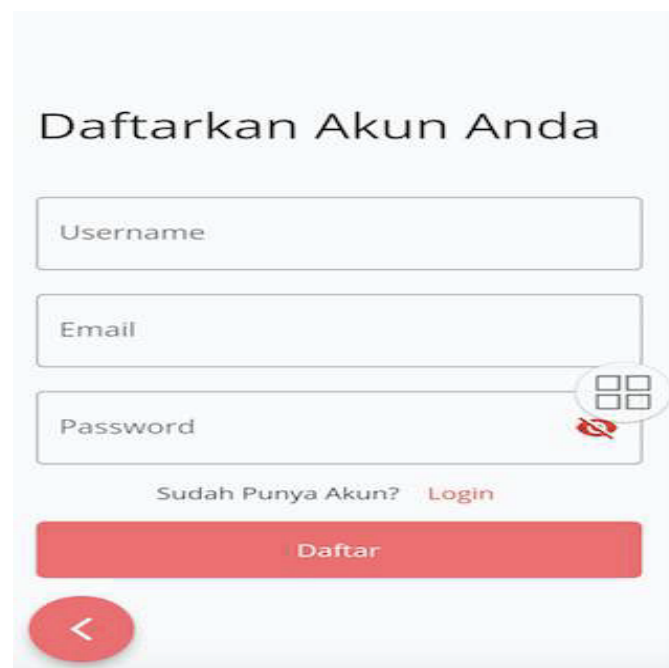 Daftarkan Akun Anda
Username
Email
Password
Sudah Punya Akun? Login
Daftar